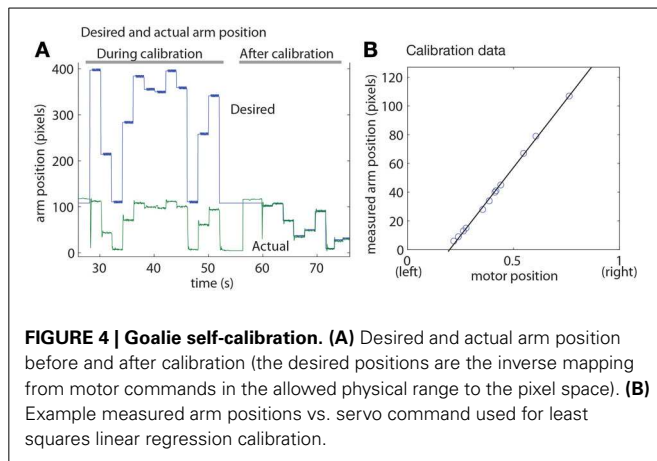 A
Desired and actual arm position
During calibration
After calibration
400
300
200
100
0
arm position (pixels)
Desired
Actual
30
40
50
60
70
time (s)
B
Calibration data
120
100
80
60
40
20
0
measured arm position (pixels)
0
0.5
1
(left)
motor position
(right)
FIGURE 4 | Goalie self-calibration. (A) Desired and actual arm position
before and after calibration (the desired positions are the inverse mapping
from motor commands in the allowed physical range to the pixel space). (B)
Example measured arm positions vs. servo command used for least
squares linear regression calibration.